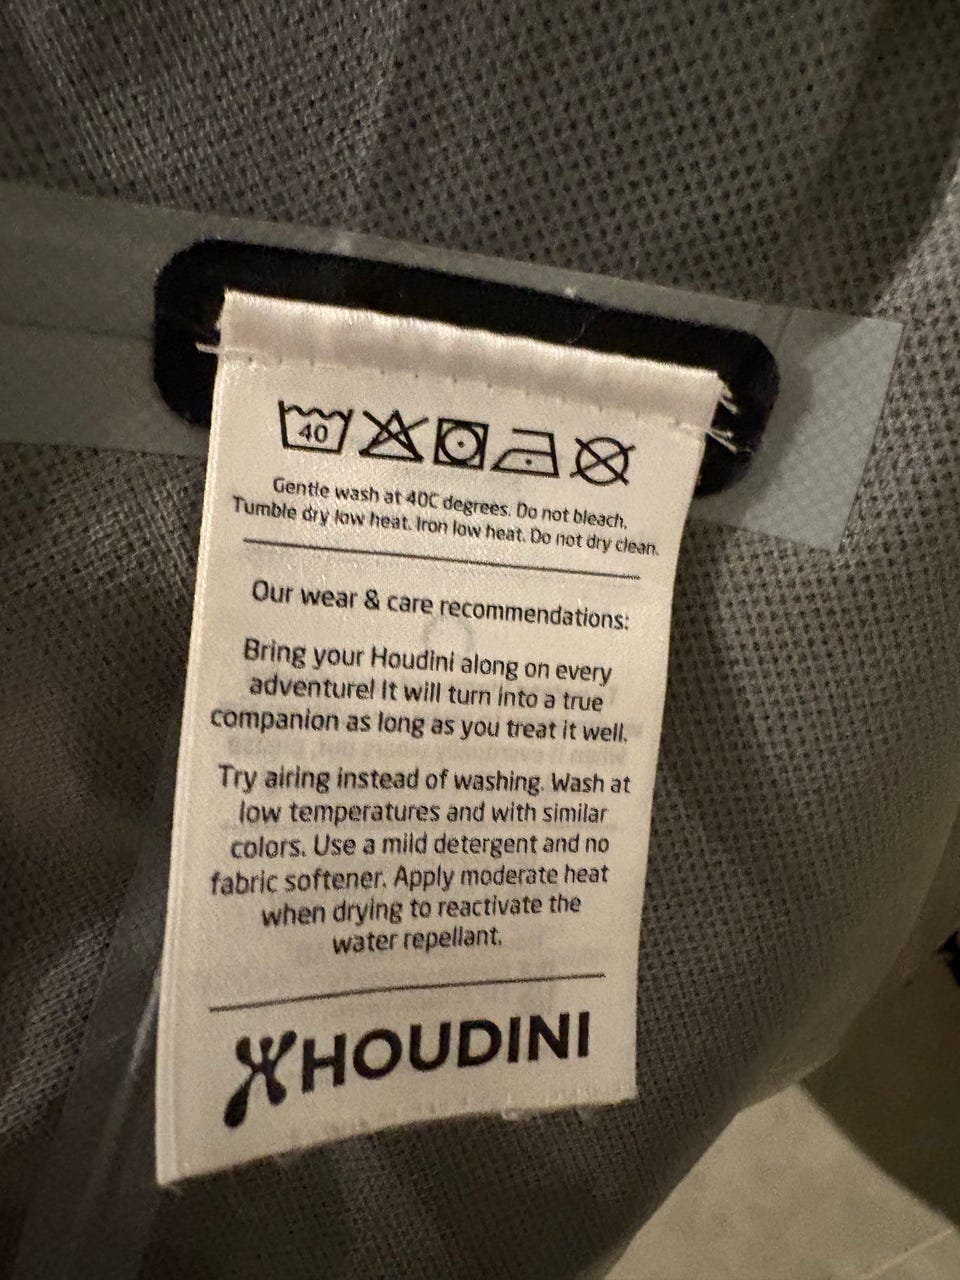 40
Gentle wash at 40C degrees. Do not bleach.
Tumble dry low heat. Iron low heat. Do not dry clean.
Our wear & care recommendations:
Bring your Houdini along on every
adventure! It will turn into a true
companion as long as you treat it well.
Try airing instead of washing. Wash at
low temperatures and with similar
colors. Use a mild detergent and no
fabric softener. Apply moderate heat
when drying to reactivate the
water repellant.
HOUDINI